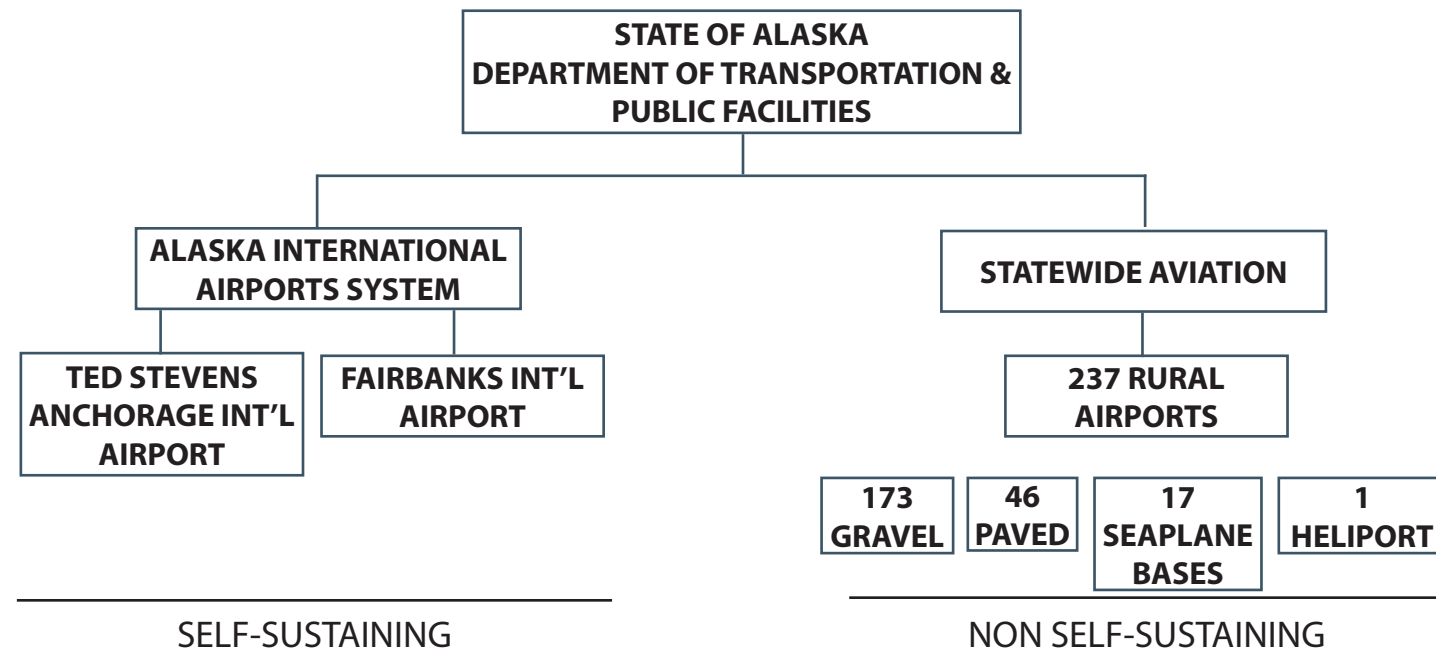 STATE OF ALASKA
DEPARTMENT OF TRANSPORTATION &
PUBLIC FACILITIES
ALASKA INTERNATIONAL
AIRPORTS SYSTEM
STATEWIDE AVIATION
TED STEVENS
ANCHORAGE INT’L
AIRPORT
FAIRBANKS INT’L
AIRPORT
237 RURAL
AIRPORTS
173
GRAVEL
46
PAVED
17
SEAPLANE
BASES
1
HELIPORT
SELF-SUSTAINING
NON SELF-SUSTAINING